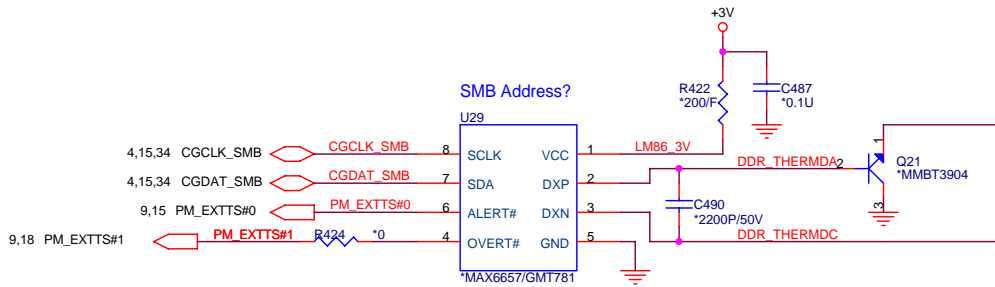 +3V
SMB Address?
R422
*200/F
C487
*0.1U
U29
4,15,34 CGCLK_SMB CGCLK_SMB 8 SCLK VCC 1 LM86_3V
1
4,15,34 CGDAT_SMB CGDAT_SMB 7 SDA DXP 2 DDR_THERMDA 2
Q21
*MMBT3904
9,15 PM_EXTTS#0 PM_EXTTS#0 6 ALERT# DXN 3
C490
*2200P/50V
3
9,18 PM_EXTTS#1 PM_EXTTS#1 R424 *0 4 OVERT# GND 5 DDR_THERMDC
*MAX6657/GMT781